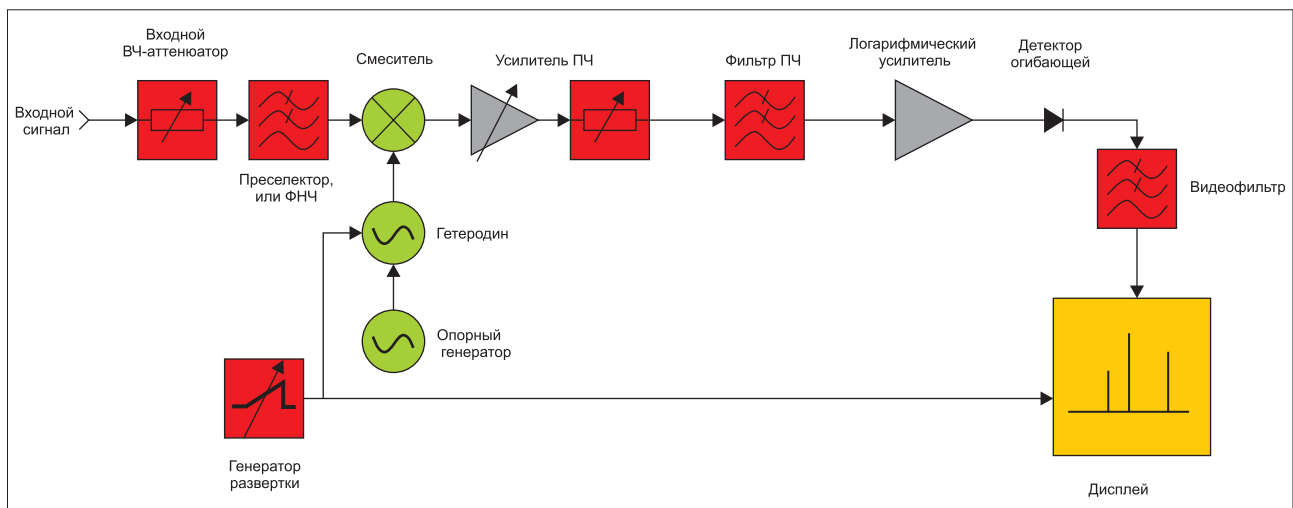 Входной
ВЧ-аттенюатор
Смеситель
Усилитель ПЧ
Фильтр ПЧ
Логарифмический
усилитель
Детектор
огибающей
Входной
сигнал
Преселектор,
или ФНЧ
Видеофильтр
Гетеродин
Опорный
генератор
Генератор
развертки
Дисплей